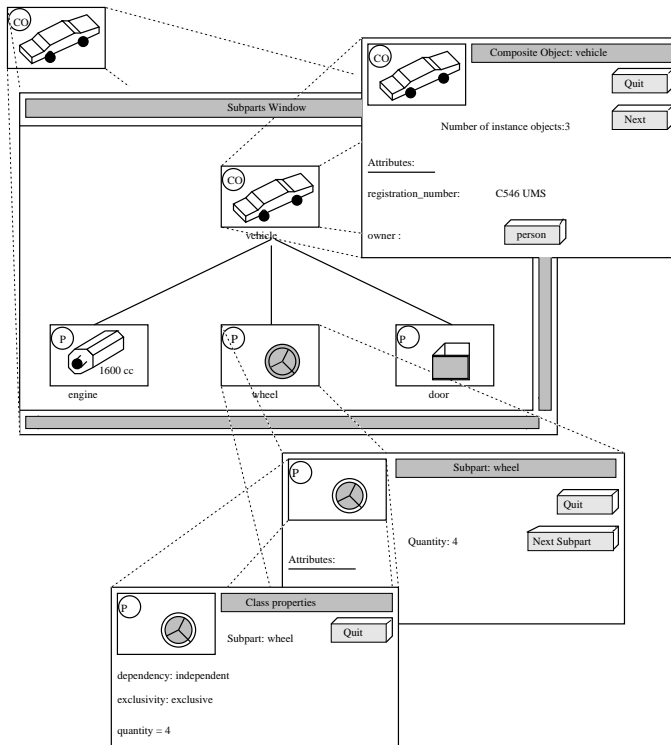 CO
CO
Composite Object: vehicle
Quit
Subparts Window
Next
Number of instance objects:3
Attributes:
CO
registration_number: C546 UMS
owner : person
vehicle
P
P
P
1600 cc
engine
wheel
door
P
Subpart: wheel
Quit
Quantity: 4
Next Subpart
Attributes:
P
Class properties
Subpart: wheel
Quit
dependency: independent
exclusivity: exclusive
quantity = 4